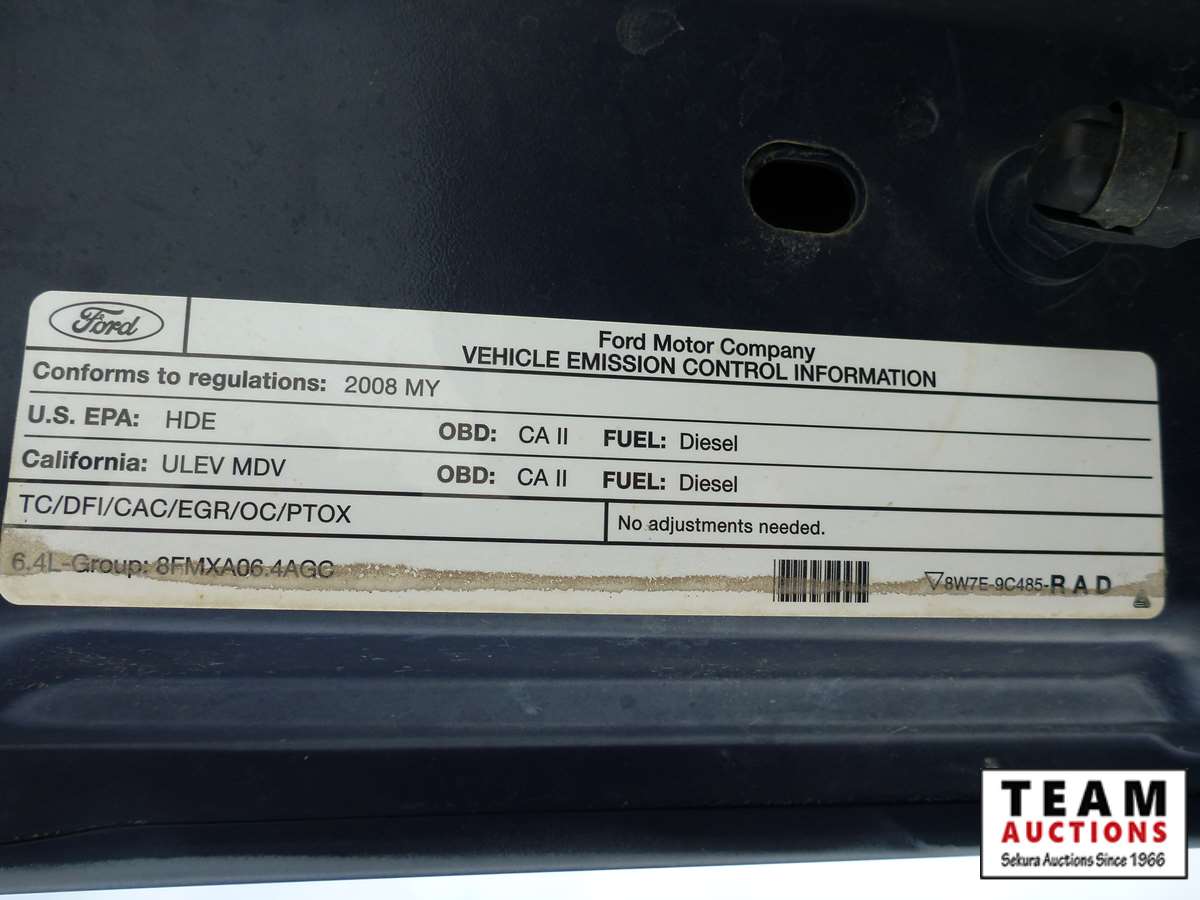 Ford
Ford Motor Company
VEHICLE EMISSION CONTROL INFORMATION
Conforms to regulations: 2008 MY
U.S. EPA: HDE OBD: CA II FUEL: Diesel
California: ULEV MDV OBD: CA II FUEL: Diesel
TC/DFI/CAC/EGR/OC/PTOX No adjustments needed.
6.4L-Group: 8FMXA06.4AGC 8W7E-9C485-RAD
TEAM
AUCTIONS
Sekura Auctions Since 1966